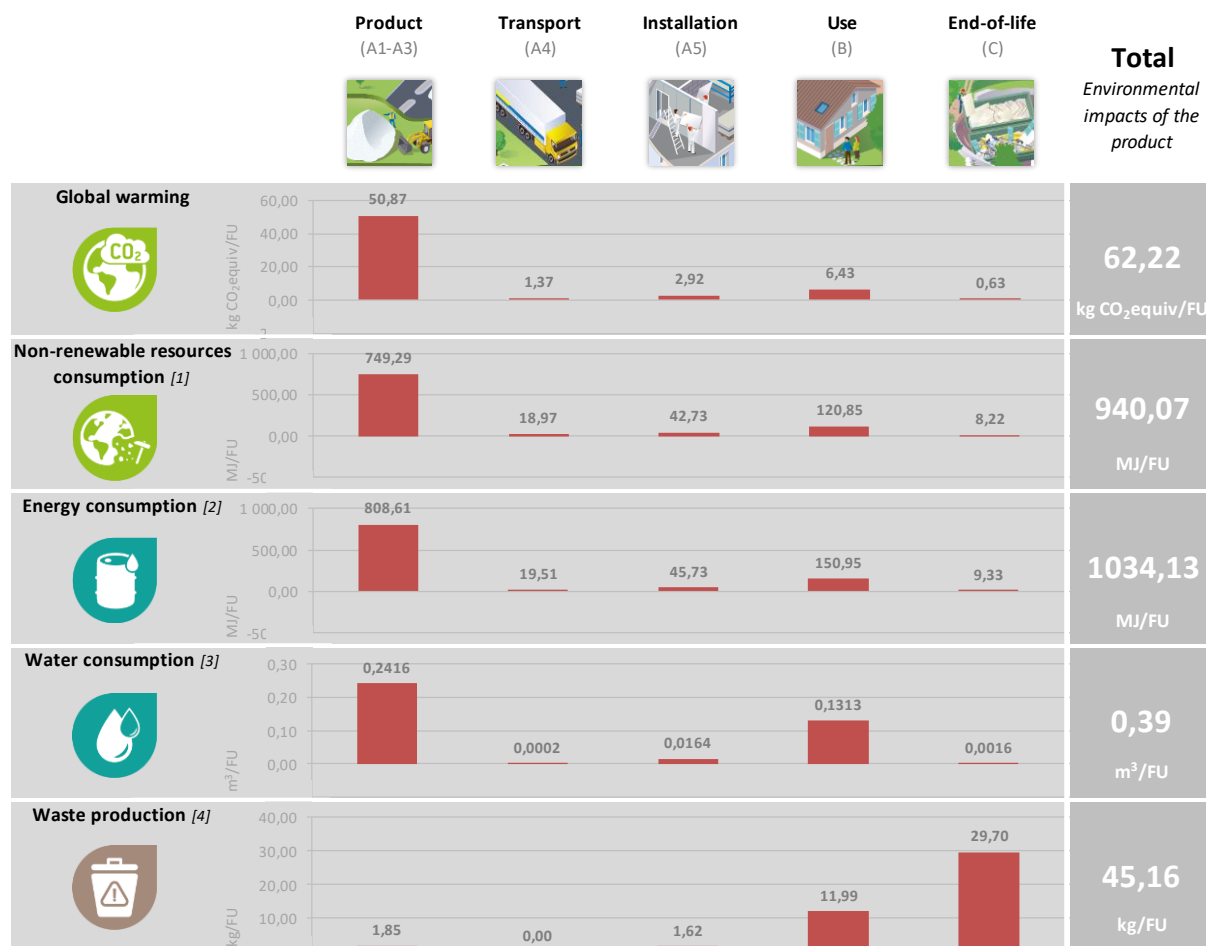 Product
(A1-A3)
Transport
(A4)
Installation
(A5)
Use
(B)
End-of-life
(C)
Total
Environmental
impacts of the
product
Global warming
CO₂
kg CO₂equiv/FU
60,00
40,00
20,00
0,00
50,87
1,37
2,92
6,43
0,63
62,22
kg CO₂equiv/FU
Non-renewable resources
consumption [1]
MJ/FU
1 000,00
500,00
0,00
-50
749,29
18,97
42,73
120,85
8,22
940,07
MJ/FU
Energy consumption [2]
MJ/FU
1 000,00
500,00
0,00
-50
808,61
19,51
45,73
150,95
9,33
1034,13
MJ/FU
Water consumption [3]
m³/FU
0,30
0,20
0,10
0,00
0,2416
0,0002
0,0164
0,1313
0,0016
0,39
m³/FU
Waste production [4]
kg/FU
40,00
30,00
20,00
10,00
1,85
0,00
1,62
11,99
29,70
45,16
kg/FU